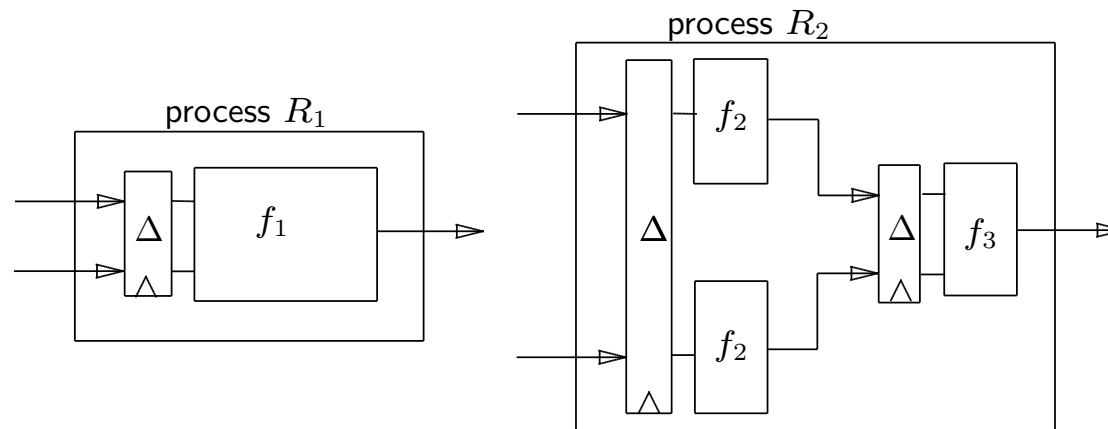 process R₁
Δ
f₁
process R₂
f₂
Δ
Δ
f₃
f₂